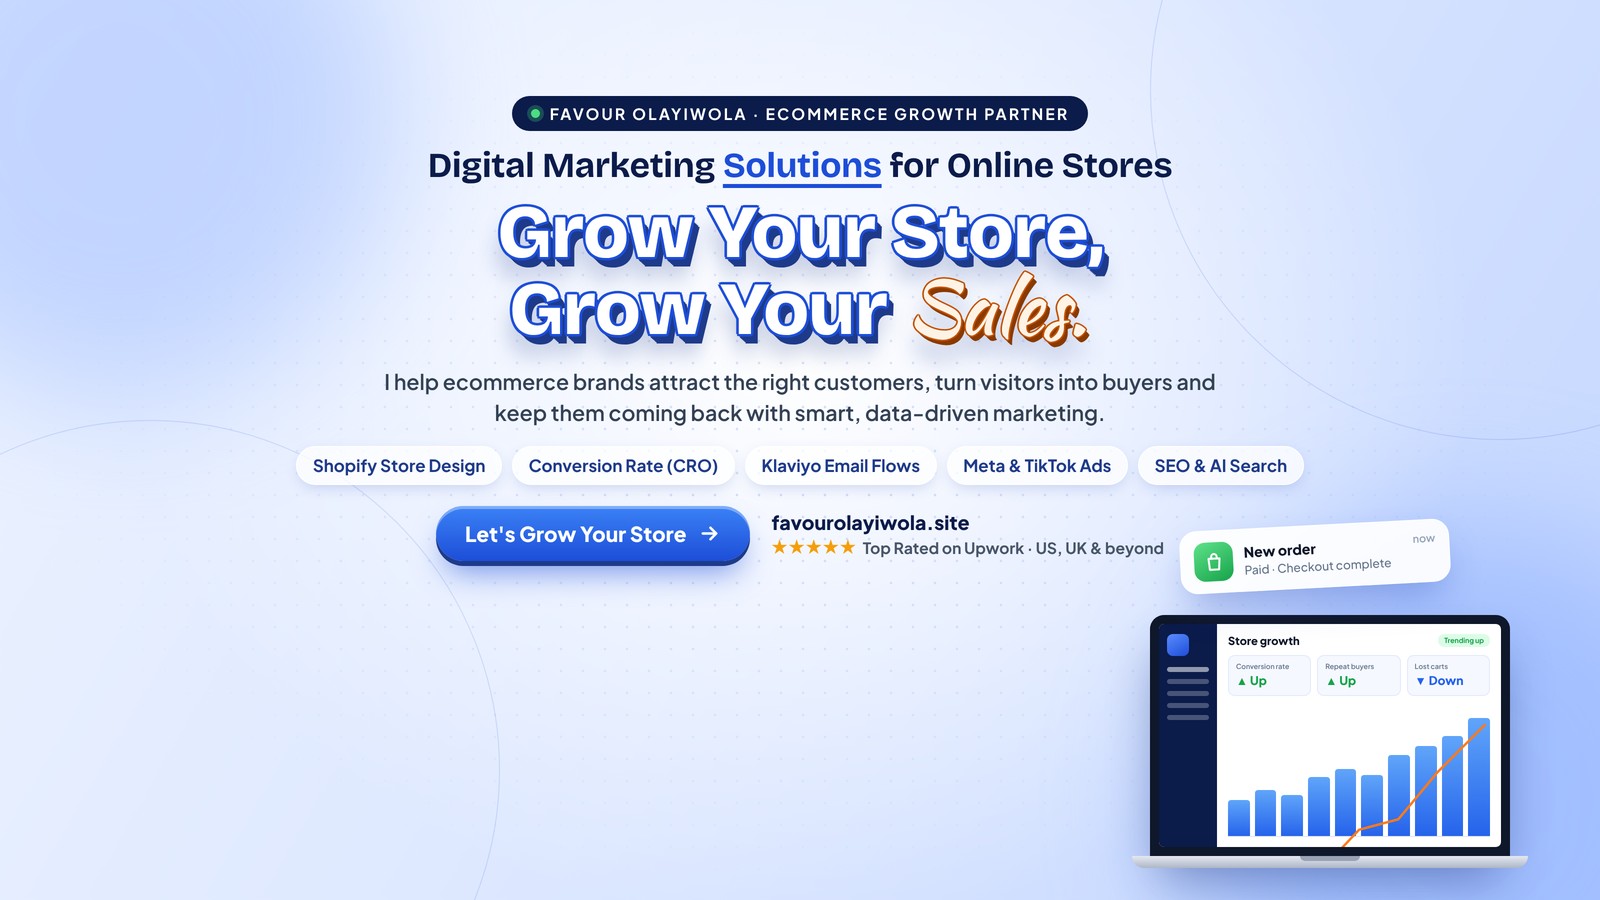 FAVOUR OLAYIWOLA · ECOMMERCE GROWTH PARTNER
Digital Marketing Solutions for Online Stores
Grow Your Store,
Grow Your Sales.
I help ecommerce brands attract the right customers, turn visitors into buyers and
keep them coming back with smart, data-driven marketing.
Shopify Store Design
Conversion Rate (CRO)
Klaviyo Email Flows
Meta & TikTok Ads
SEO & AI Search
Let's Grow Your Store →
favourolayiwola.site
★★★★★ Top Rated on Upwork · US, UK & beyond
New order
now
Paid · Checkout complete
Store growth
Trending up
Conversion rate
▲ Up
Repeat buyers
▲ Up
Lost carts
▼ Down